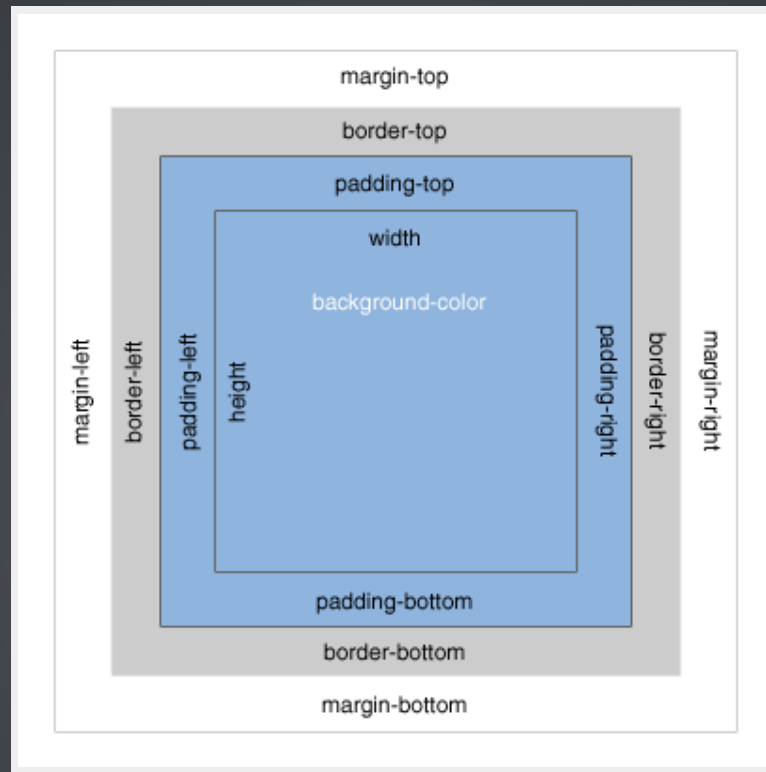 margin-top
border-top
padding-top
width
background-color
margin-left
border-left
padding-left
height
padding-right
border-right
margin-right
padding-bottom
border-bottom
margin-bottom